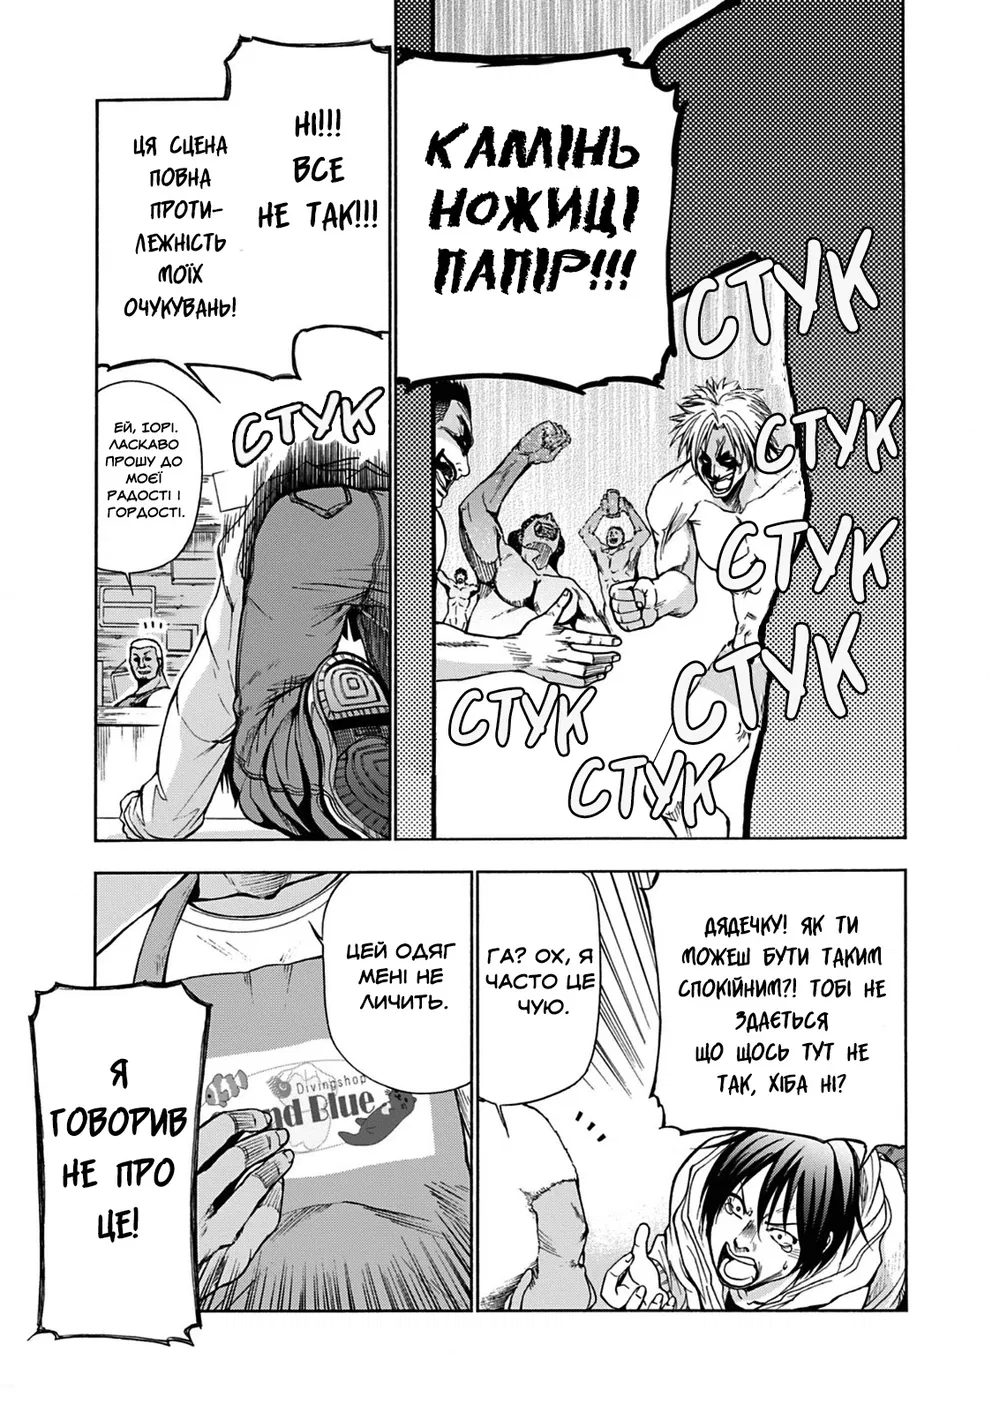 КАМІНЬ
НОЖИЦІ
ПАПІР!!!
СТУК
СТУК
СТУК
СТУК
СТУК
СТУК
НІ!!!
ВСЕ
НЕ ТАК!!!
ЦЯ СЦЕНА
ПОВНА
ПРОТИ-
ЛЕЖНІСТЬ
МОЇХ
ОЧУКУВАНЬ!
СТУК
ЕЙ, ІОРІ.
ЛАСКАВО
ПРОШУ ДО
МОЄЇ
РАДОСТІ І
ГОРДОСТІ.
ДЯДЕЧКУ! ЯК ТИ
МОЖЕШ БУТИ ТАКИМ
СПОКІЙНИМ?! ТОБІ НЕ
ЗДАЄТЬСЯ
ЩО ЩОСЬ ТУТ НЕ
ТАК, ХІБА НІ?
ГА? ОХ, Я
ЧАСТО ЦЕ
ЧУЮ.
ЦЕЙ ОДЯГ
МЕНІ НЕ
ЛИЧИТЬ.
Divingshop
nd Blue
Я
ГОВОРИВ
НЕ ПРО
ЦЕ!